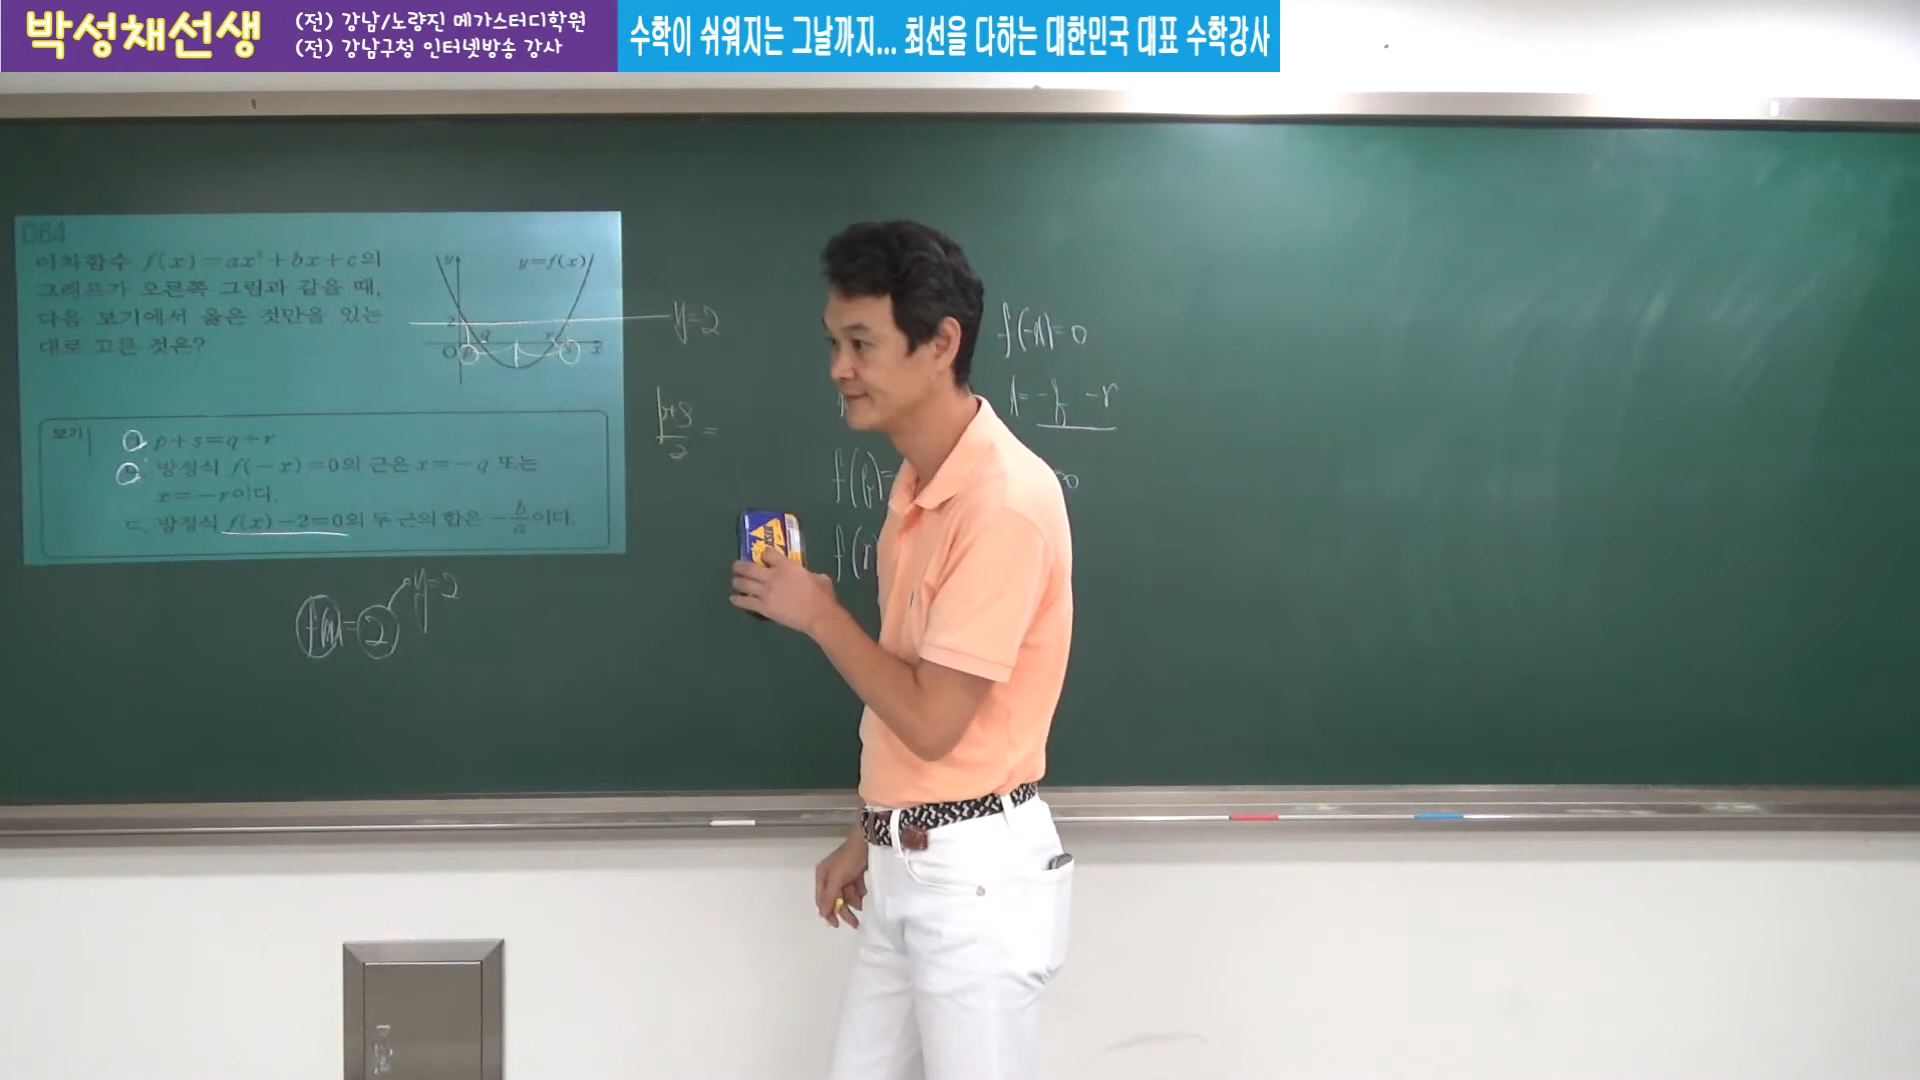 박성채선생
(전) 강남/노량진 메가스터디학원
(전) 강남구청 인터넷방송 강사
수학이 쉬워지는 그날까지... 최선을 다하는 대한민국 대표 수학강사
064
이차함수 f(x)=ax²+bx+c의
그래프가 오른쪽 그림과 같을 때,
다음 보기에서 옳은 것만을 있는
대로 고른 것은?
y
y=f(x)
2
q
r
O
p
x
y=2
보기
p+s=q+r
방정식 f(-x)=0의 근은 x=-q 또는
x=-r이다.
ㄷ. 방정식 f(x)-2=0의 두 근의 합은 -b/a이다.
p+s/2 =
f(-x)=0
x=-q -r
f(q)=
=0
f(r)
f(x)=2
y=2